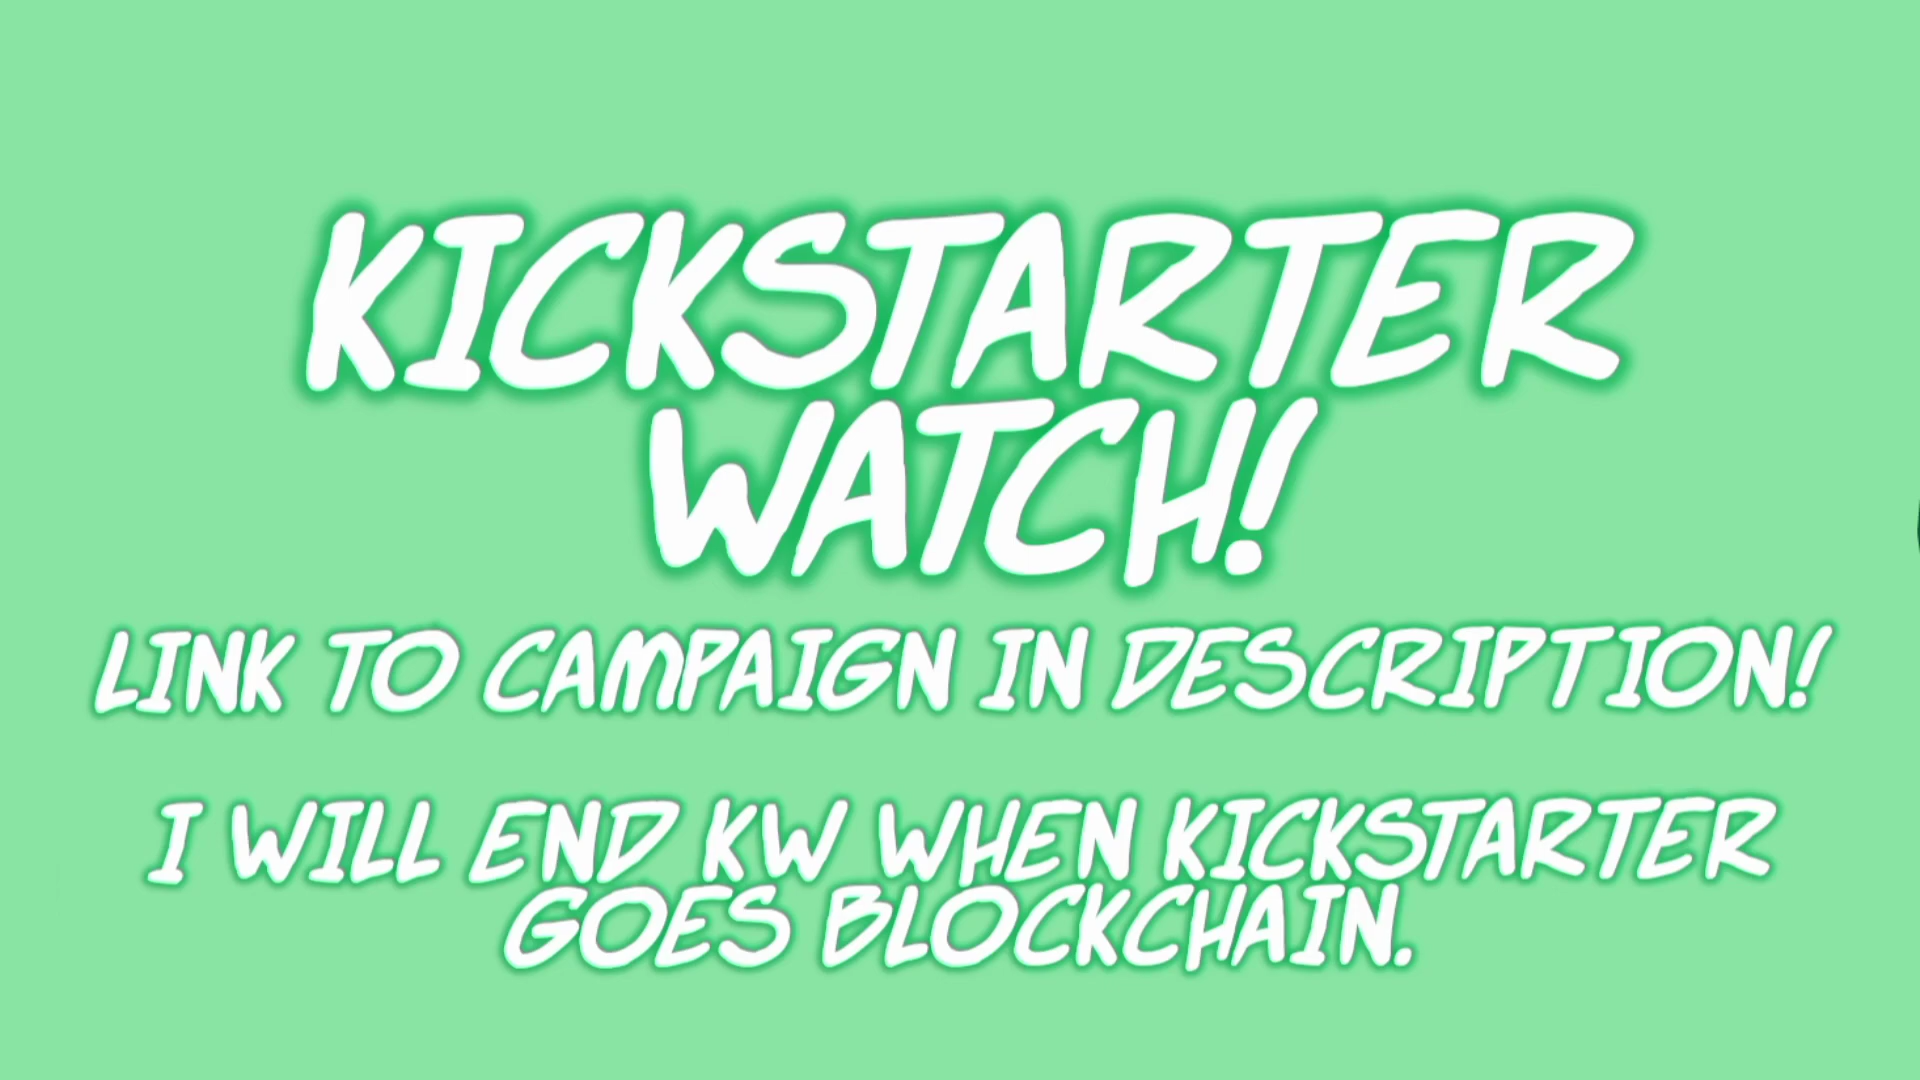 KICKSTARTER
WATCH!
LINK TO CAMPAIGN IN DESCRIPTION!
I WILL END KW WHEN KICKSTARTER
GOES BLOCKCHAIN.